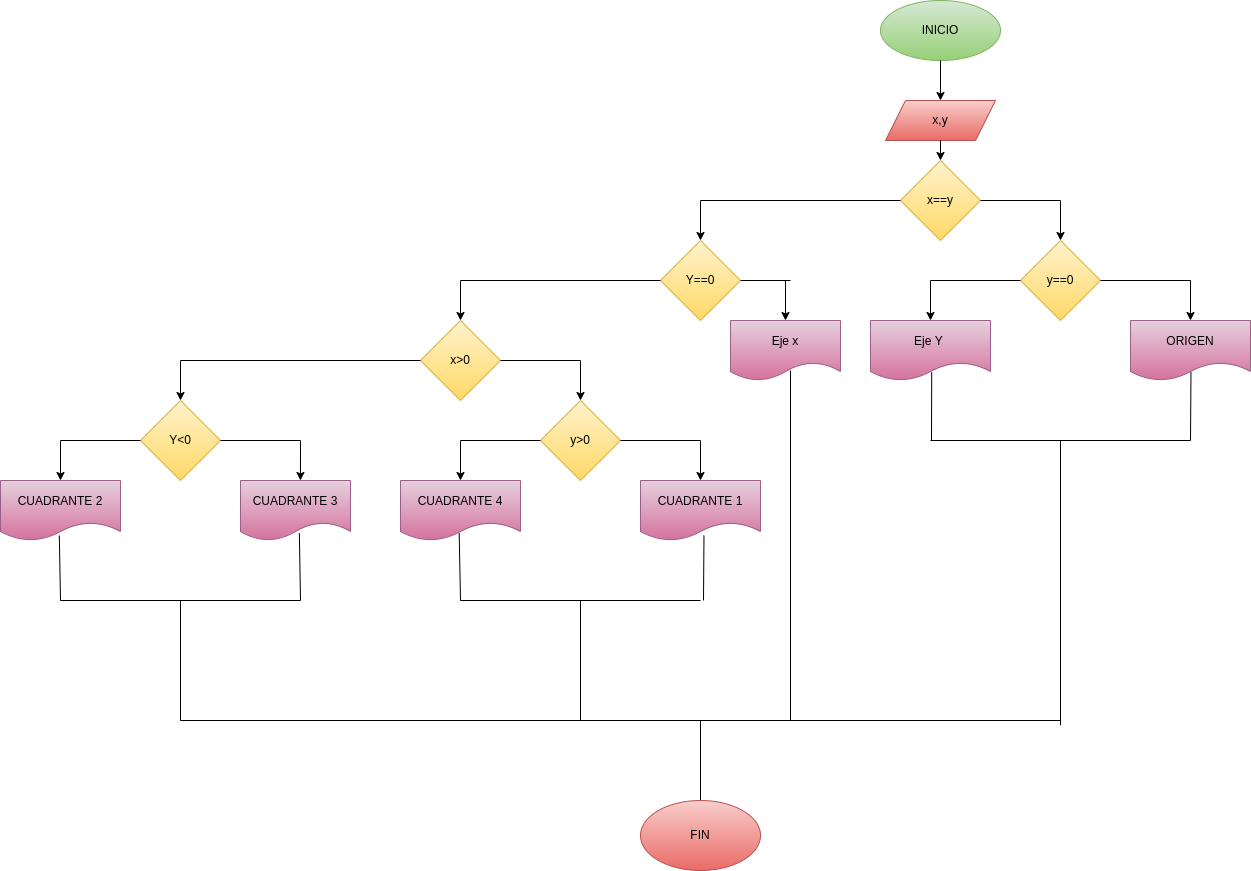 INICIO
x,y
x==y
Y==0
y==0
x>0
Eje x
Eje Y
ORIGEN
Y<0
y>0
CUADRANTE 2
CUADRANTE 3
CUADRANTE 4
CUADRANTE 1
FIN